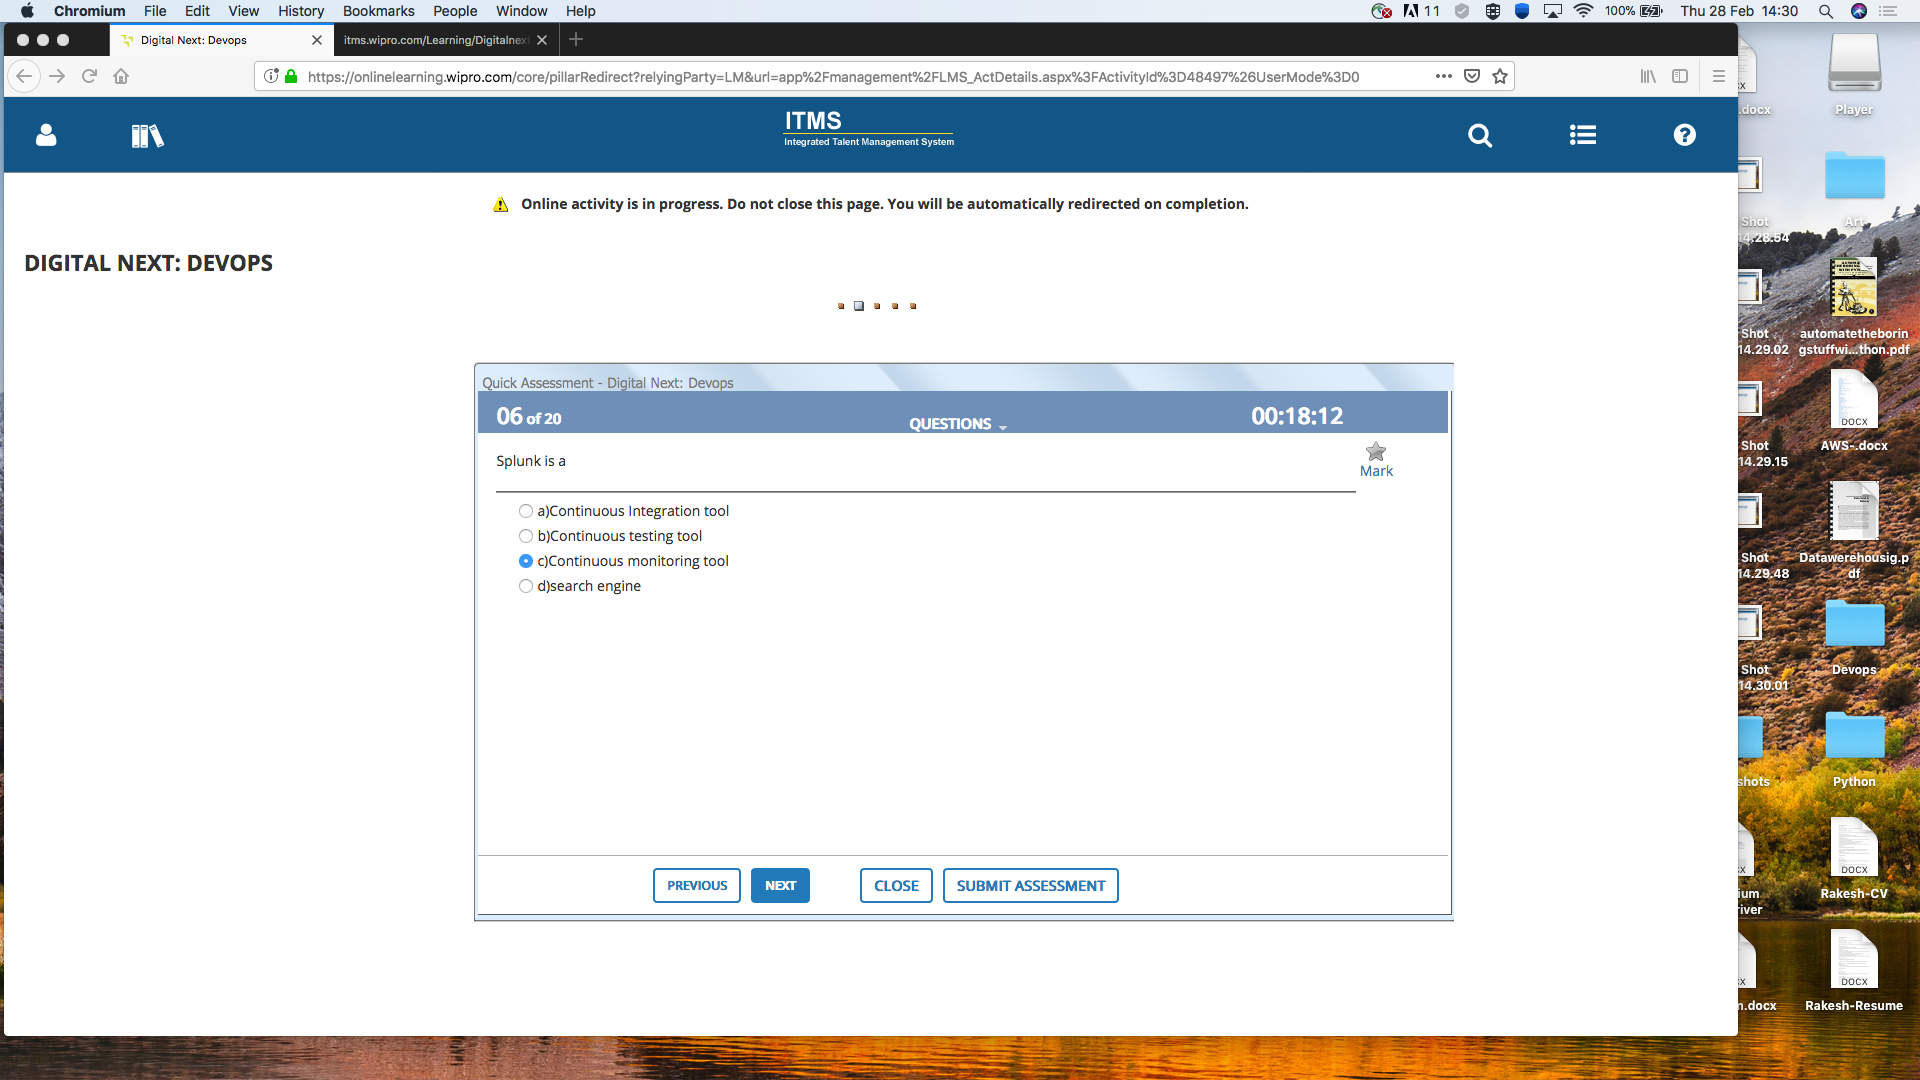 Chromium File Edit View History Bookmarks People Window Help
11 100% Thu 28 Feb 14:30
Digital Next: Devops
itms.wipro.com/Learning/Digitalnex
https://onlinelearning.wipro.com/core/pillarRedirect?relyingParty=LM&url=app%2Fmanagement%2FLMS_ActDetails.aspx%3FActivityId%3D48497%26UserMode%3D0
ITMS
Integrated Talent Management System
Online activity is in progress. Do not close this page. You will be automatically redirected on completion.
DIGITAL NEXT: DEVOPS
Quick Assessment - Digital Next: Devops
06 of 20
QUESTIONS
00:18:12
Splunk is a
Mark
a)Continuous Integration tool
b)Continuous testing tool
c)Continuous monitoring tool
d)search engine
PREVIOUS
NEXT
CLOSE
SUBMIT ASSESSMENT
.docx
Player
Shot
14.28.54
Art
Shot
14.29.02
automatetheborin
gstuffwi...thon.pdf
Shot
14.29.15
DOCX
AWS-.docx
Shot
14.29.48
Datawerehousig.p
df
Shot
14.30.01
Devops
shots
Python
ium
river
DOCX
Rakesh-CV
n.docx
DOCX
Rakesh-Resume